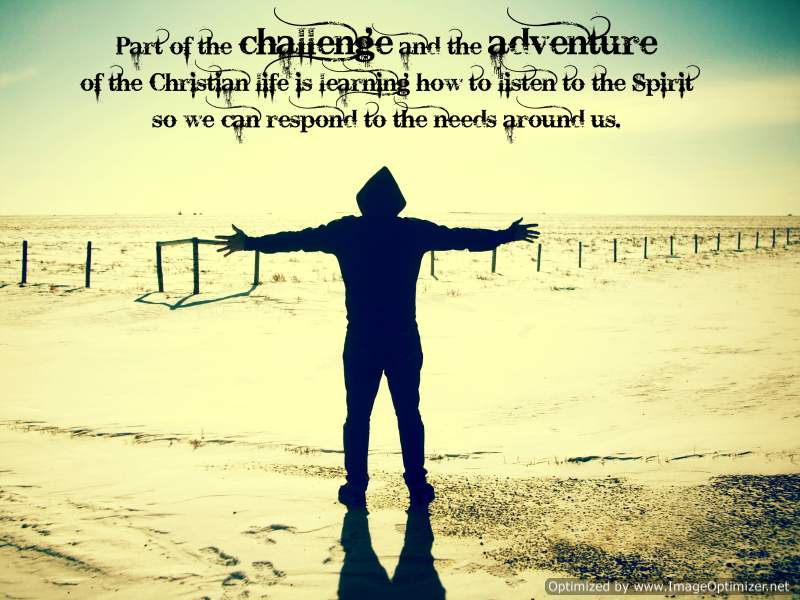 Part of the challenge and the adventure
of the Christian life is learning how to listen to the Spirit
so we can respond to the needs around us.
Optimized by www.ImageOptimizer.net